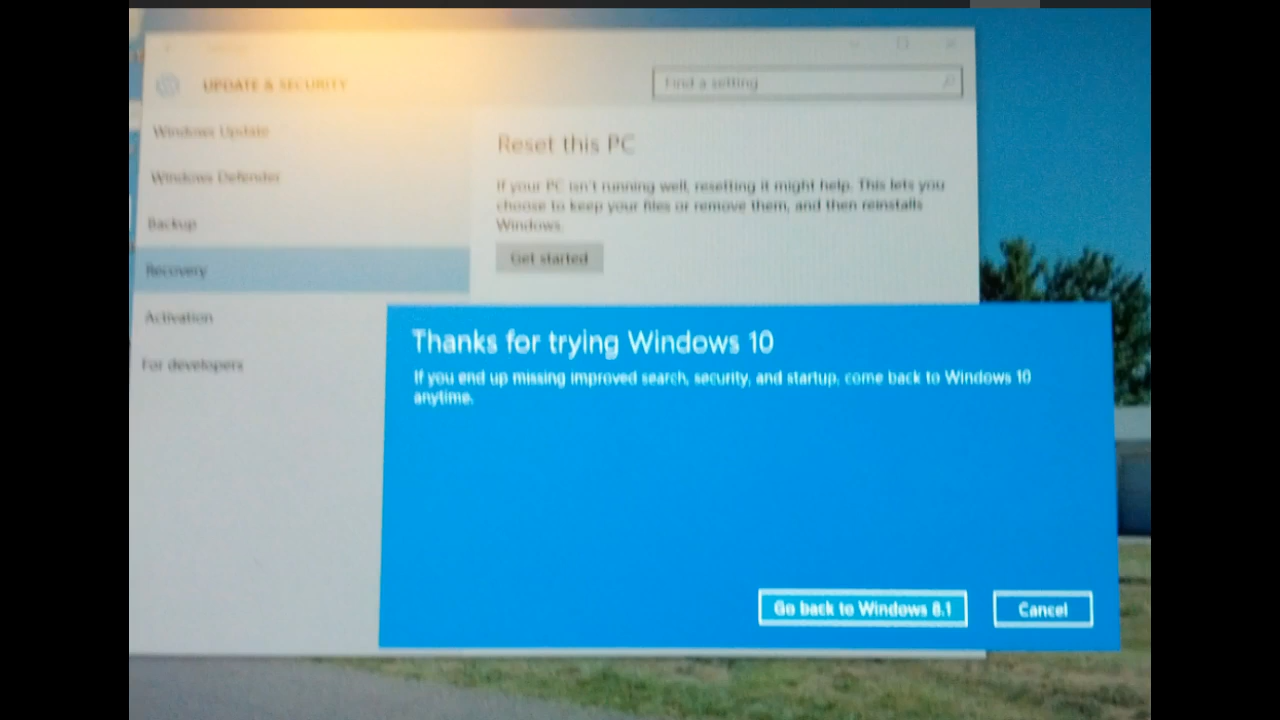 UPDATE & SECURITY
Find a setting
Windows Update
Windows Defender
Backup
Recovery
Activation
For developers
Reset this PC
If your PC isn't running well, resetting it might help. This lets you
choose to keep your files or remove them, and then reinstalls
Windows.
Get started
Thanks for trying Windows 10
If you end up missing improved search, security, and startup, come back to Windows 10
anytime.
Go back to Windows 8.1
Cancel